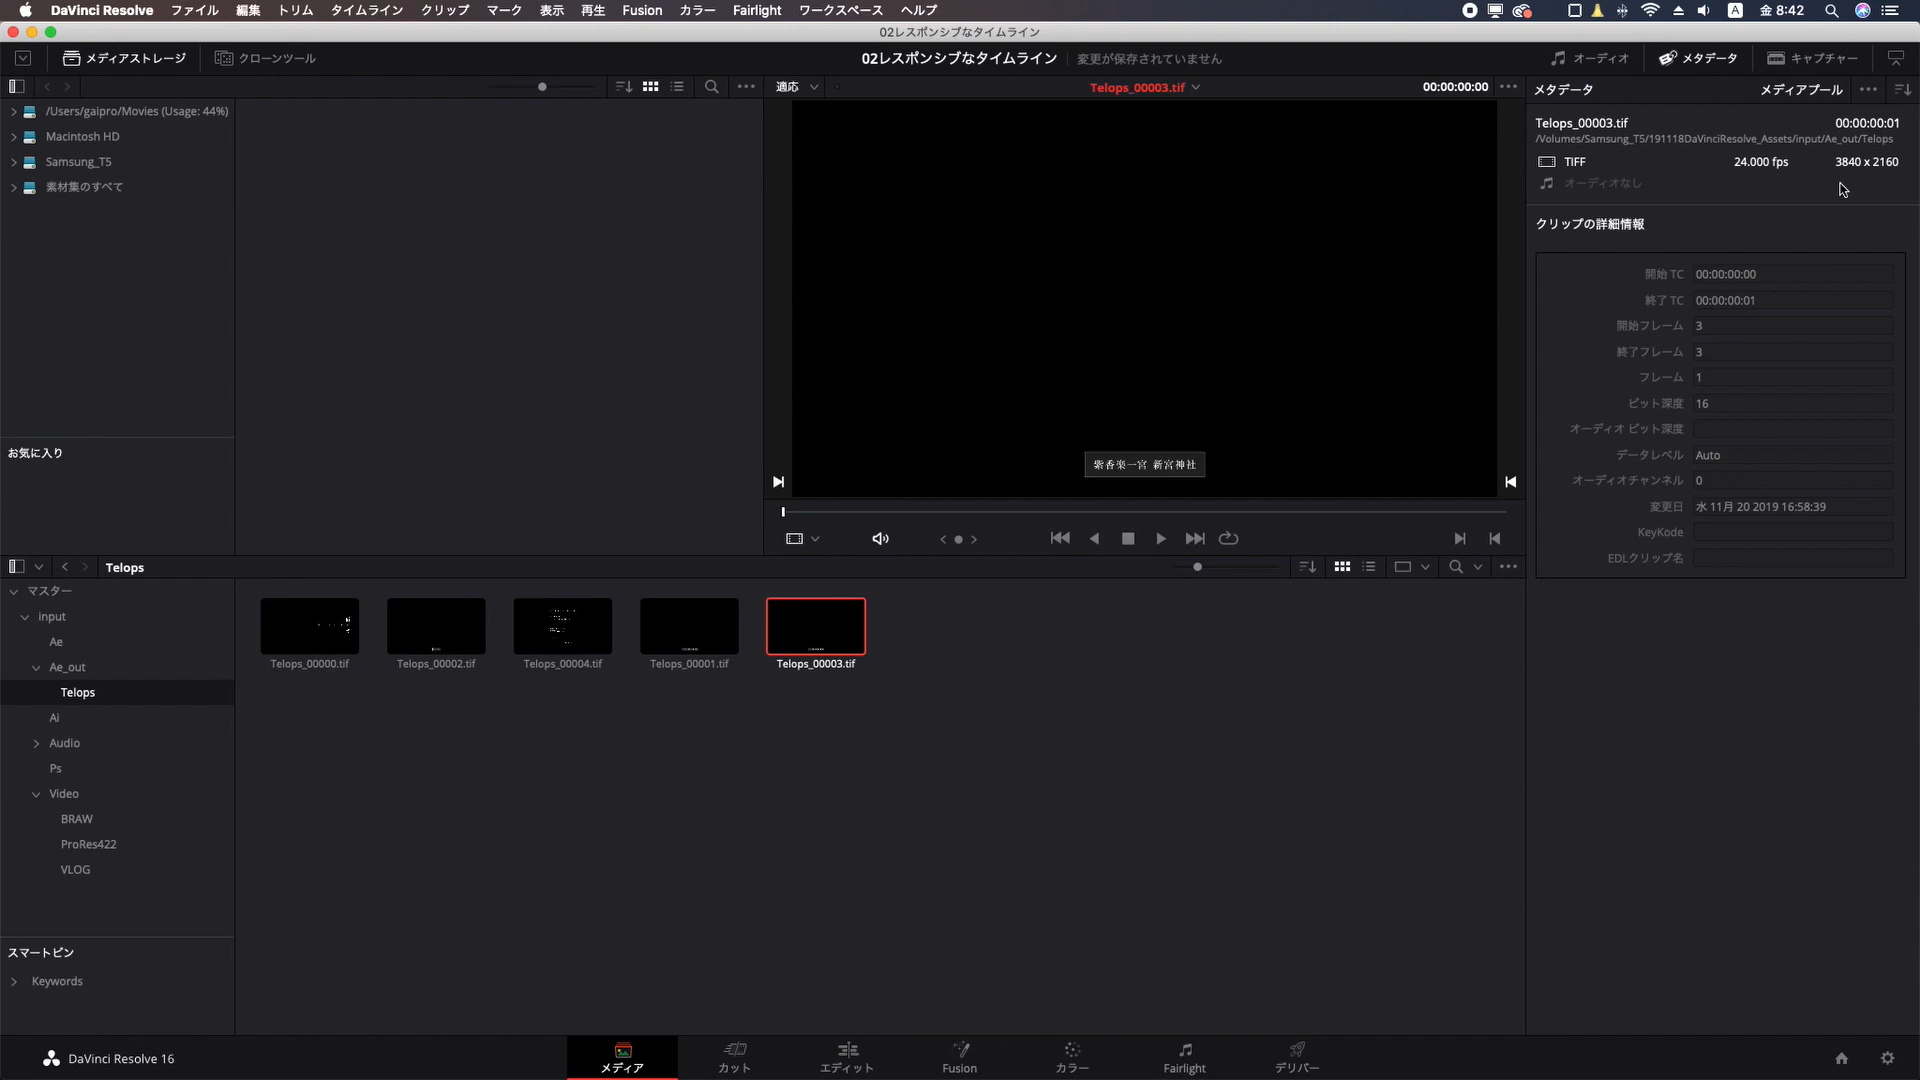 DaVinci Resolve ファイル 編集 トリム タイムライン クリップ マーク 表示 再生 Fusion カラー Fairlight ワークスペース ヘルプ A 金 8:42
02レスポンシブなタイムライン
メディアストレージ クローンツール 02レスポンシブなタイムライン 変更が保存されていません オーディオ メタデータ キャプチャー
適応 Telops_00003.tif 00:00:00:00 メタデータ メディアプール
/Users/gaipro/Movies (Usage: 44%)
Macintosh HD
Samsung_T5
素材集のすべて
お気に入り
紫香楽一宮 新宮神社
Telops_00003.tif 00:00:00:01
/Volumes/Samsung_T5/191118DaVinciResolve_Assets/input/Ae_out/Telops
TIFF 24.000 fps 3840 x 2160
オーディオなし
クリップの詳細情報
開始 TC 00:00:00:00
終了 TC 00:00:00:01
開始フレーム 3
終了フレーム 3
フレーム 1
ビット深度 16
オーディオ ビット深度
データレベル Auto
オーディオチャンネル 0
変更日 水 11月 20 2019 16:58:39
KeyKode
EDLクリップ名
Telops
マスター
input
Ae
Ae_out
Telops
Ai
Audio
Ps
Video
BRAW
ProRes422
VLOG
スマートビン
Keywords
Telops_00000.tif Telops_00002.tif Telops_00004.tif Telops_00001.tif Telops_00003.tif
DaVinci Resolve 16
メディア カット エディット Fusion カラー Fairlight デリバー